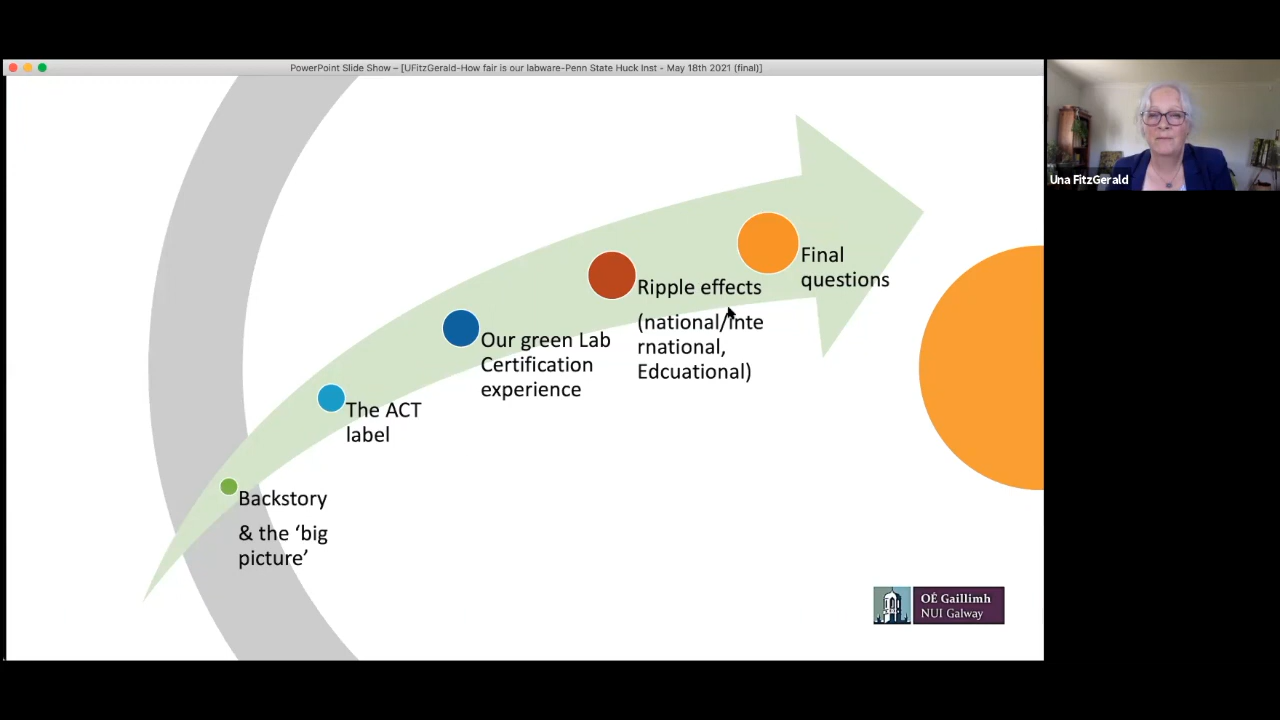 PowerPoint Slide Show – [UFitzGerald-How fair is our labware-Penn State Huck Inst - May 18th 2021 (final)]
Una FitzGerald
Final
questions
Ripple effects
(national/inte
rnational,
Edcuational)
Our green Lab
Certification
experience
The ACT
label
Backstory
& the ‘big
picture’
OÉ Gaillimh
NUI Galway